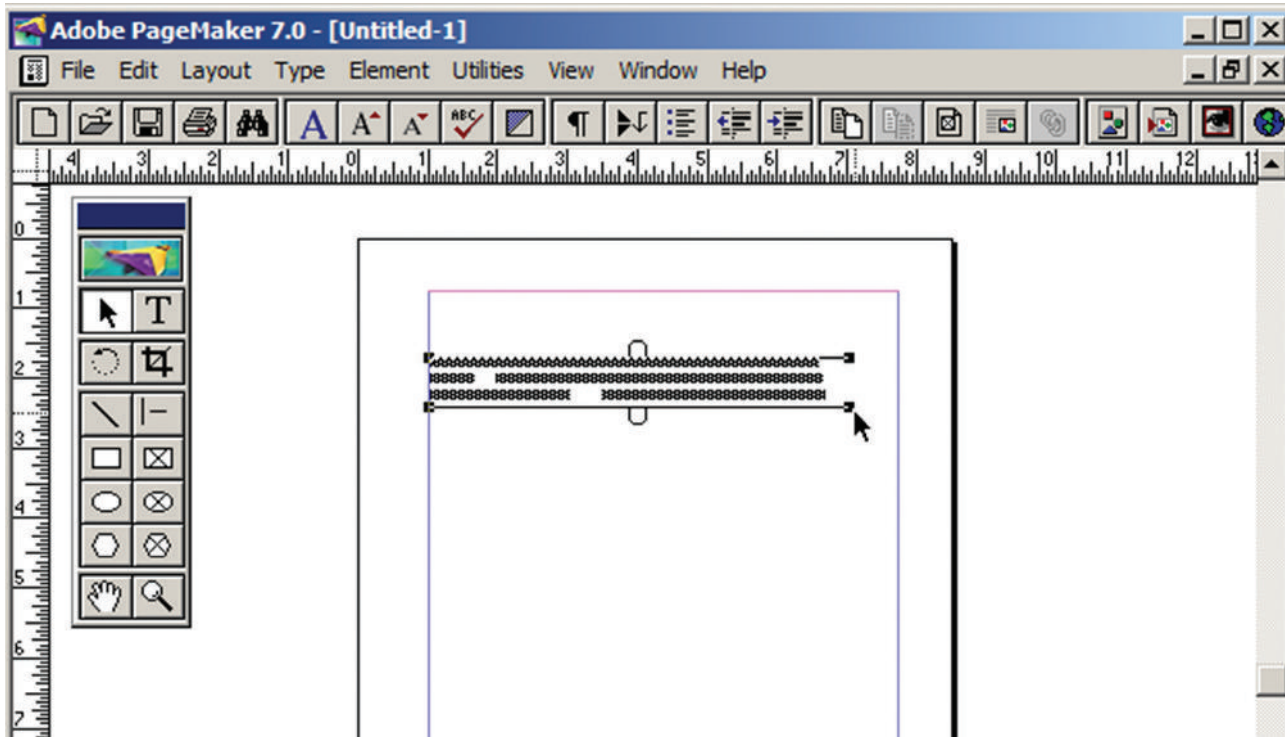 Adobe PageMaker 7.0 - [Untitled-1]
File Edit Layout Type Element Utilities View Window Help
A A A ABC ¶
4 3 2 1 0 1 2 3 4 5 6 7 8 9 10 11 12
0
1
T
2
3
4
5
6
7